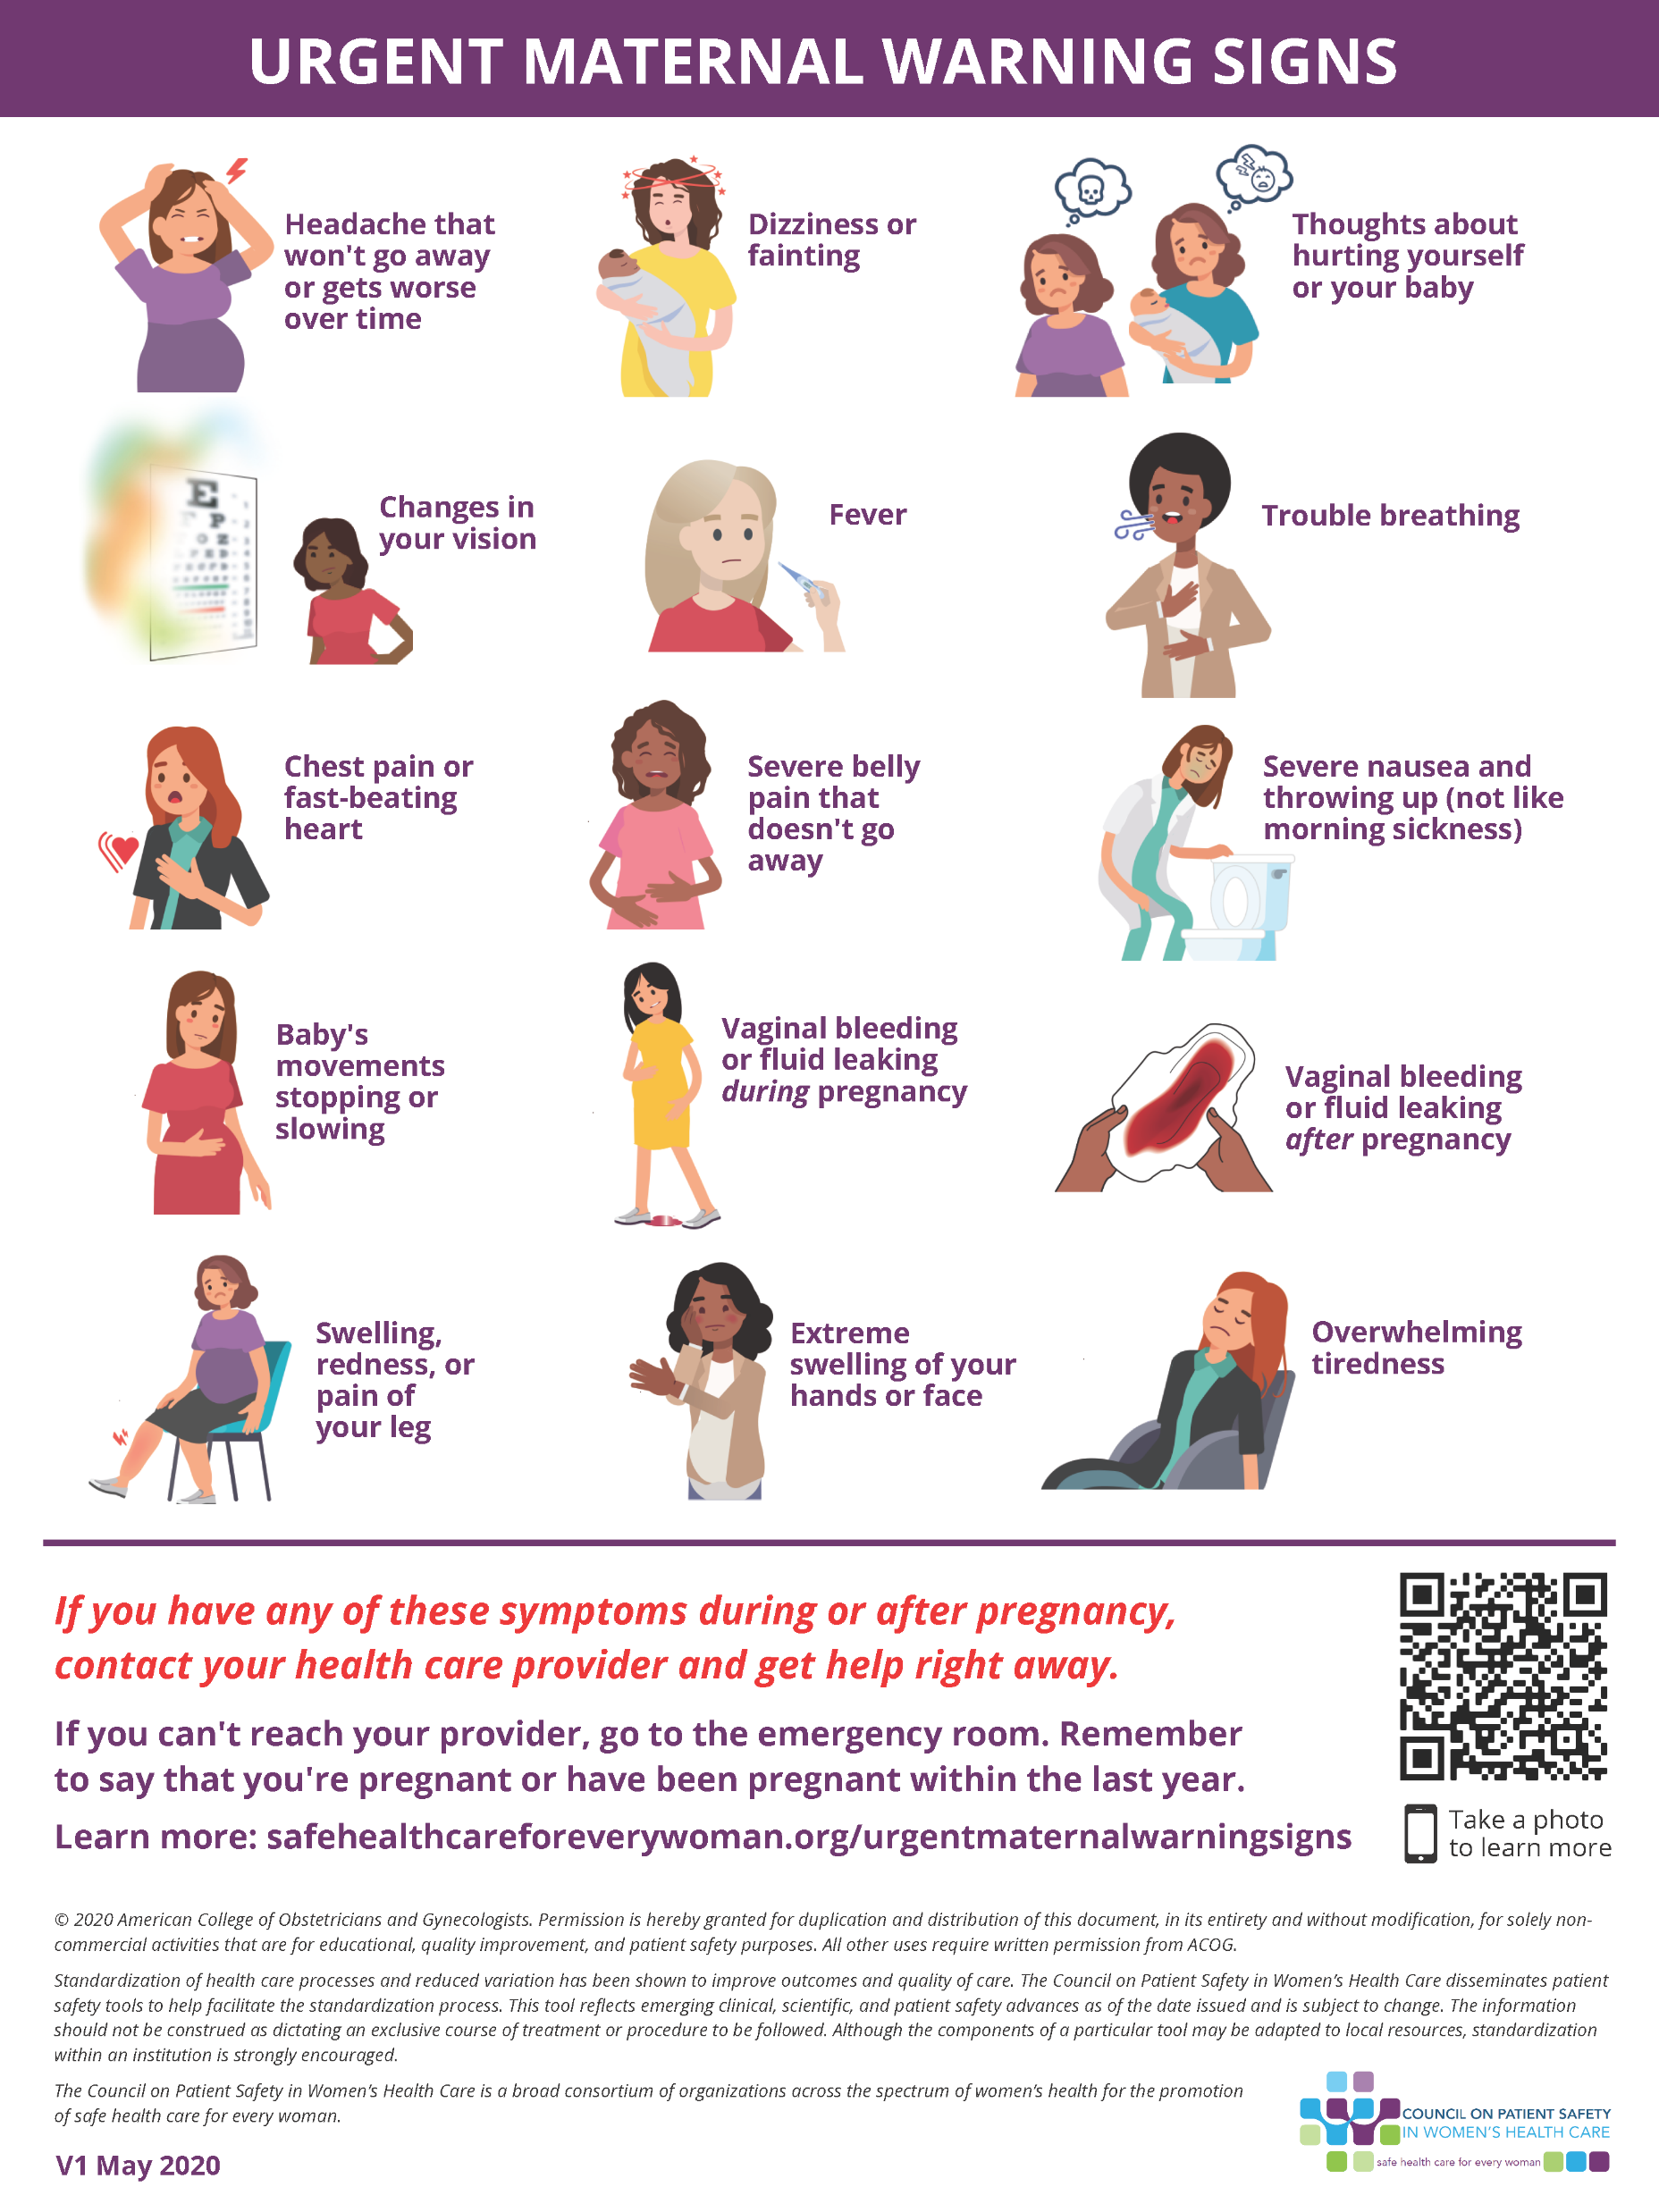 URGENT MATERNAL WARNING SIGNS
Headache that
won't go away
or gets worse
over time
Dizziness or
fainting
Thoughts about
hurting yourself
or your baby
Changes in
your vision
Fever
Trouble breathing
Chest pain or
fast-beating
heart
Severe belly
pain that
doesn't go
away
Severe nausea and
throwing up (not like
morning sickness)
Baby's
movements
stopping or
slowing
Vaginal bleeding
or fluid leaking
during pregnancy
Vaginal bleeding
or fluid leaking
after pregnancy
Swelling,
redness, or
pain of
your leg
Extreme
swelling of your
hands or face
Overwhelming
tiredness
If you have any of these symptoms during or after pregnancy,
contact your health care provider and get help right away.
If you can't reach your provider, go to the emergency room. Remember
to say that you're pregnant or have been pregnant within the last year.
Learn more: safehealthcareforeverywoman.org/urgentmaternalwarningsigns
Take a photo
to learn more
© 2020 American College of Obstetricians and Gynecologists. Permission is hereby granted for duplication and distribution of this document, in its entirety and without modification, for solely non-
commercial activities that are for educational, quality improvement, and patient safety purposes. All other uses require written permission from ACOG.
Standardization of health care processes and reduced variation has been shown to improve outcomes and quality of care. The Council on Patient Safety in Women’s Health Care disseminates patient
safety tools to help facilitate the standardization process. This tool reflects emerging clinical, scientific, and patient safety advances as of the date issued and is subject to change. The information
should not be construed as dictating an exclusive course of treatment or procedure to be followed. Although the components of a particular tool may be adapted to local resources, standardization
within an institution is strongly encouraged.
The Council on Patient Safety in Women’s Health Care is a broad consortium of organizations across the spectrum of women’s health for the promotion
of safe health care for every woman.
V1 May 2020
COUNCIL ON PATIENT SAFETY
IN WOMEN’S HEALTH CARE
safe health care for every woman